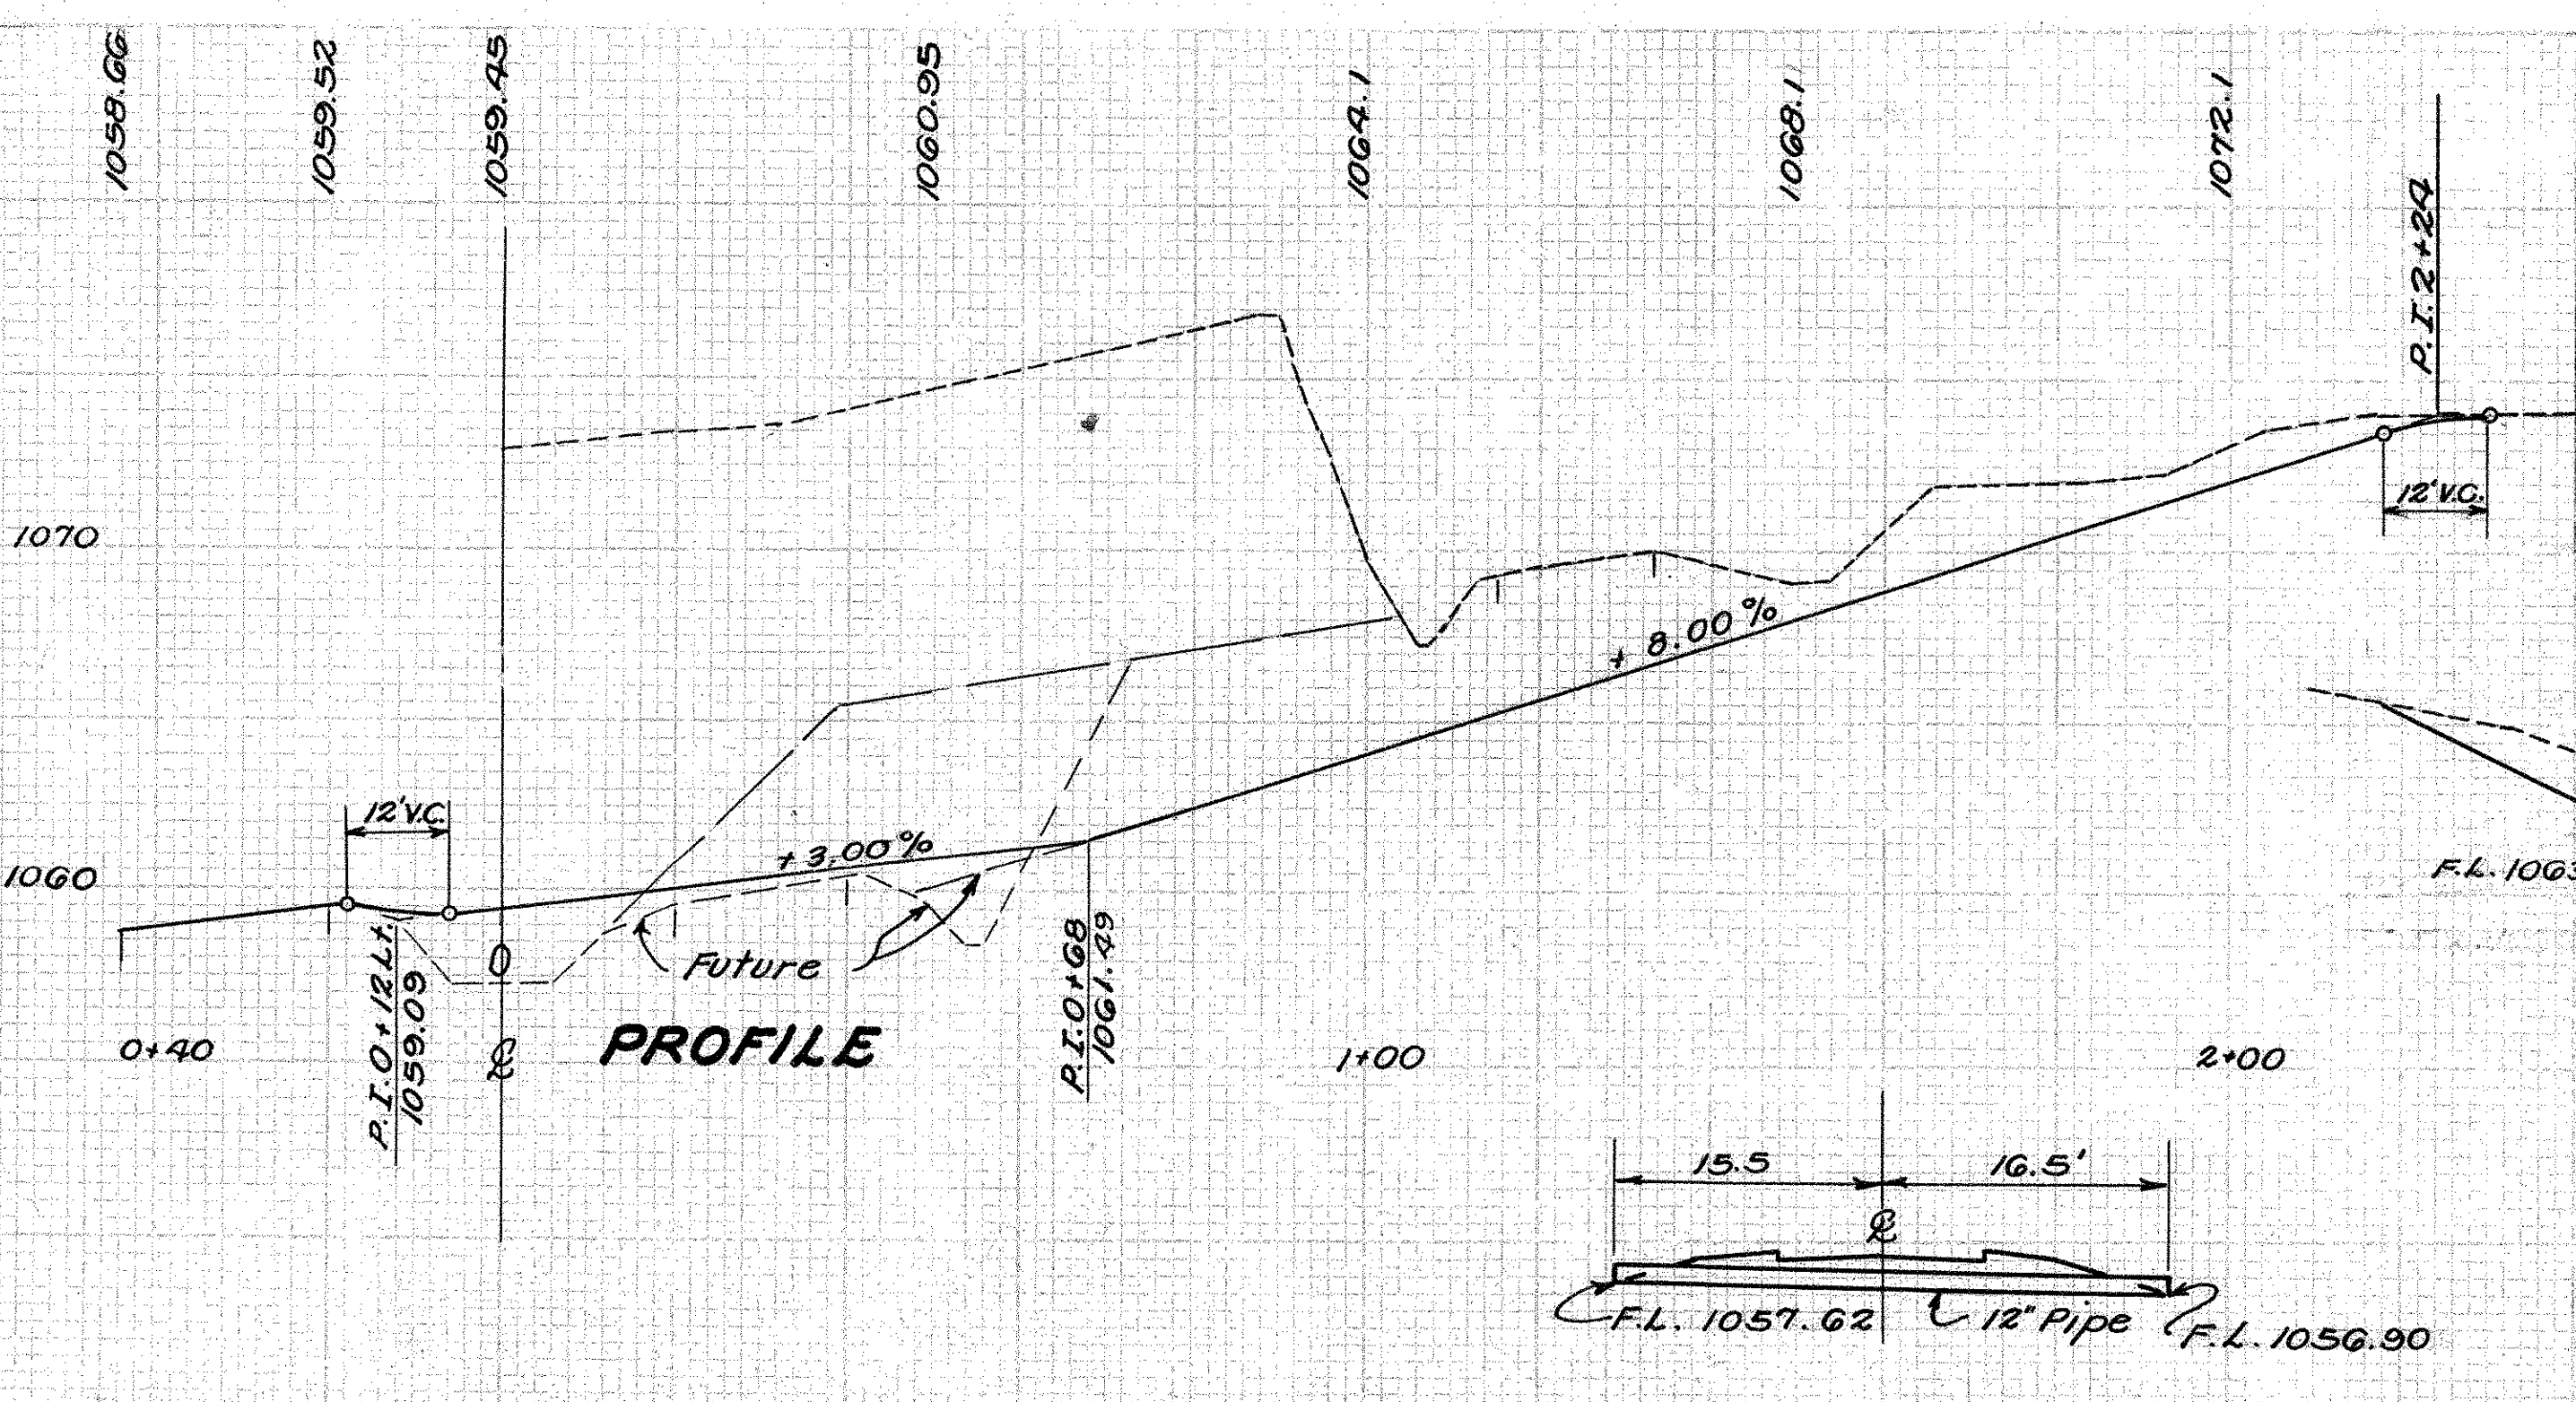 1058.66
1059.52
1059.45
1060.95
1064.1
1068.1
1072.1
P.I. 2+24
1070
12' V.C.
+ 8.00 %
12' V.C.
+ 3.00 %
1060
F.L. 1063
0
Future
P.I. 0+12 Lt.
1059.09
P.I. 0+68
1061.49
PROFILE
0+40
℄
1+00
2+00
15.5
16.5'
℄
F.L. 1057.62
12" Pipe
F.L. 1056.90